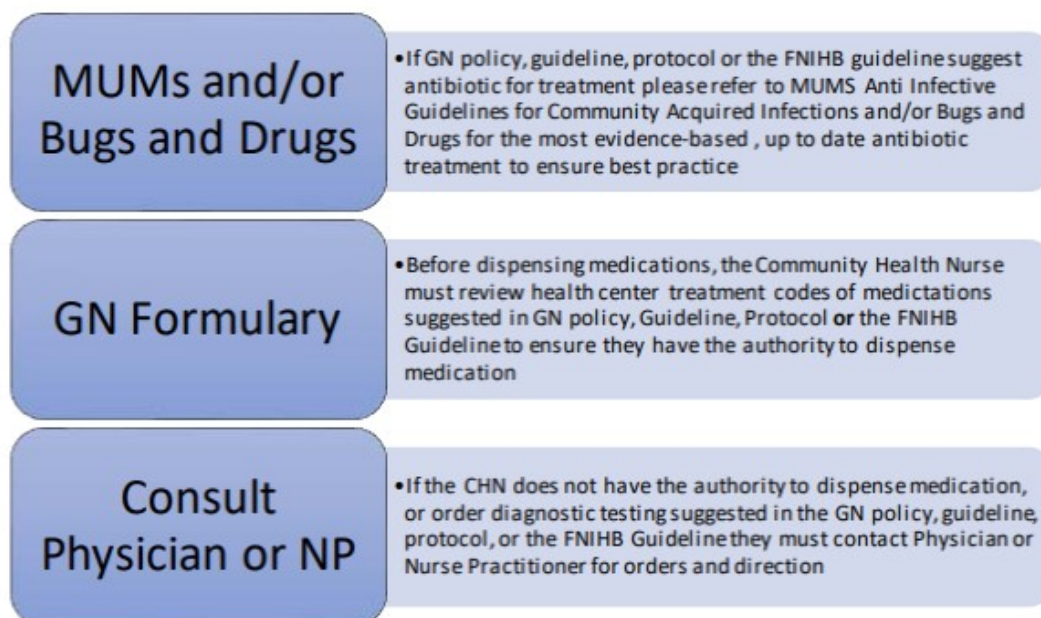 MUMs and/or
Bugs and Drugs
•If GN policy, guideline, protocol or the FNIHB guideline suggest
antibiotic for treatment please refer to MUMS Anti Infective
Guidelines for Community Acquired Infections and/or Bugs and
Drugs for the most evidence-based , up to date antibiotic
treatment to ensure best practice
GN Formulary
•Before dispensing medications, the Community Health Nurse
must review health center treatment codes of medictations
suggested in GN policy, Guideline, Protocol or the FNIHB
Guideline to ensure they have the authority to dispense
medication
Consult
Physician or NP
•If the CHN does not have the authority to dispense medication,
or order diagnostic testing suggested in the GN policy, guideline,
protocol, or the FNIHB Guideline they must contact Physician or
Nurse Practitioner for orders and direction